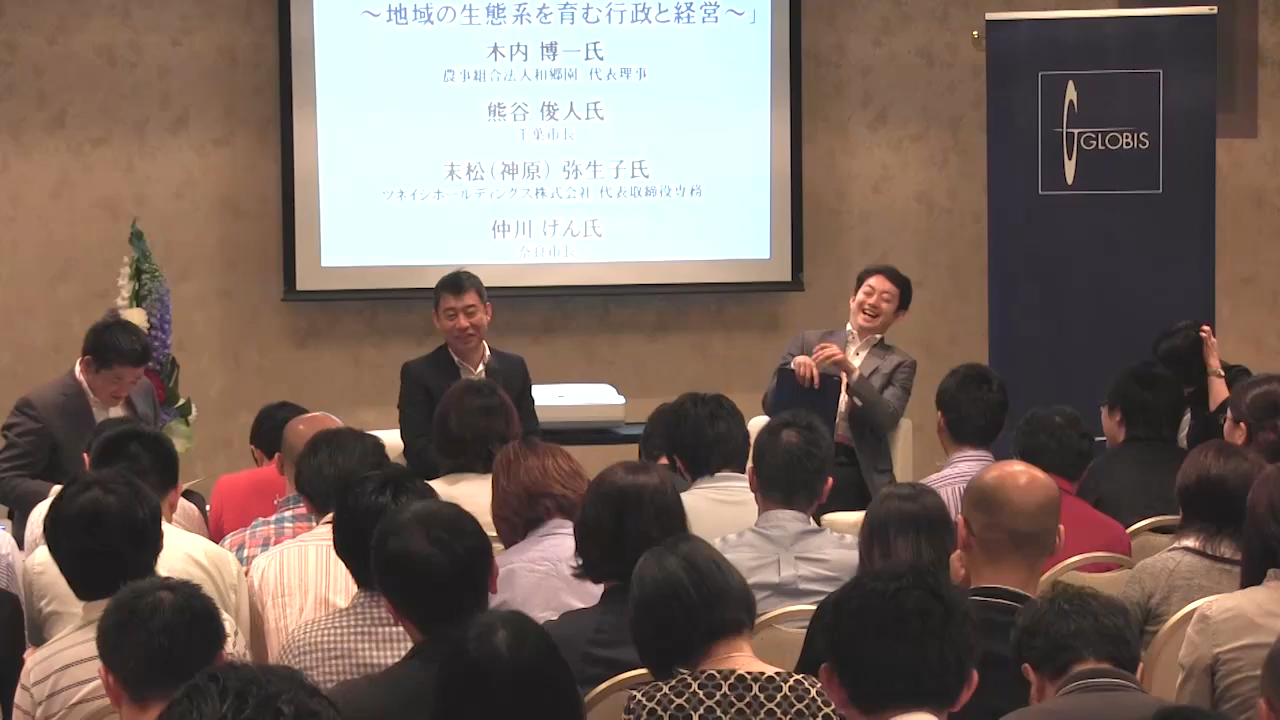 ～地域の生態系を育む行政と経営～」
木内 博一氏
農事組合法人和郷園 代表理事
熊谷 俊人氏
千葉市長
末松（神原） 弥生子氏
ツネイシホールディングス株式会社 代表取締役専務
仲川 げん氏
奈良市長
GLOBIS